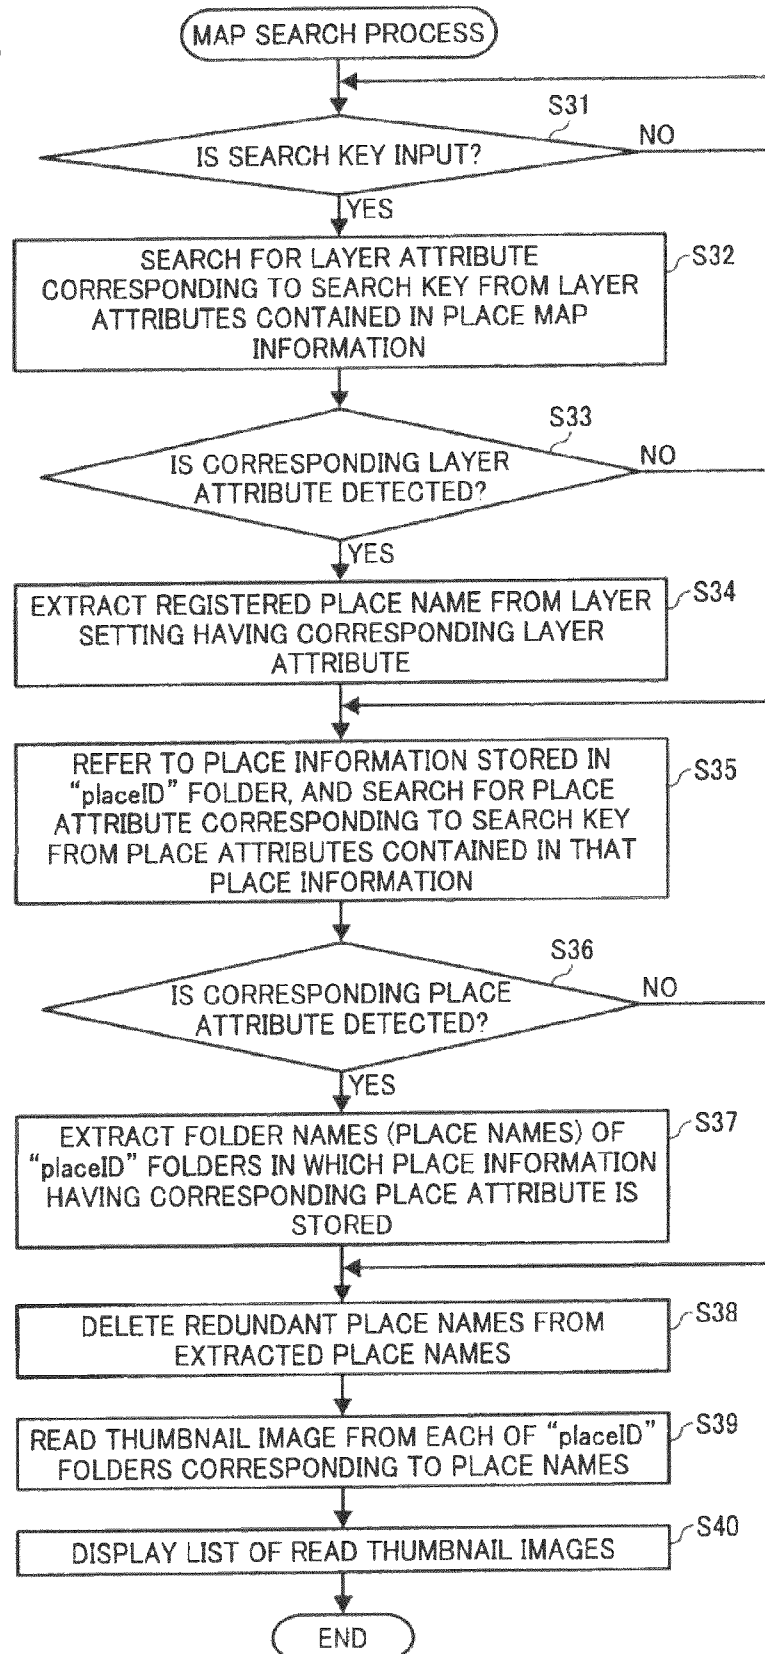 MAP SEARCH PROCESS
S31
IS SEARCH KEY INPUT?
NO
YES
S32
SEARCH FOR LAYER ATTRIBUTE
CORRESPONDING TO SEARCH KEY FROM LAYER
ATTRIBUTES CONTAINED IN PLACE MAP
INFORMATION
S33
IS CORRESPONDING LAYER
ATTRIBUTE DETECTED?
NO
YES
S34
EXTRACT REGISTERED PLACE NAME FROM LAYER
SETTING HAVING CORRESPONDING LAYER
ATTRIBUTE
S35
REFER TO PLACE INFORMATION STORED IN
“placeID” FOLDER, AND SEARCH FOR PLACE
ATTRIBUTE CORRESPONDING TO SEARCH KEY
FROM PLACE ATTRIBUTES CONTAINED IN THAT
PLACE INFORMATION
S36
IS CORRESPONDING PLACE
ATTRIBUTE DETECTED?
NO
YES
S37
EXTRACT FOLDER NAMES (PLACE NAMES) OF
“placeID” FOLDERS IN WHICH PLACE INFORMATION
HAVING CORRESPONDING PLACE ATTRIBUTE IS
STORED
S38
DELETE REDUNDANT PLACE NAMES FROM
EXTRACTED PLACE NAMES
S39
READ THUMBNAIL IMAGE FROM EACH OF “placeID”
FOLDERS CORRESPONDING TO PLACE NAMES
S40
DISPLAY LIST OF READ THUMBNAIL IMAGES
END